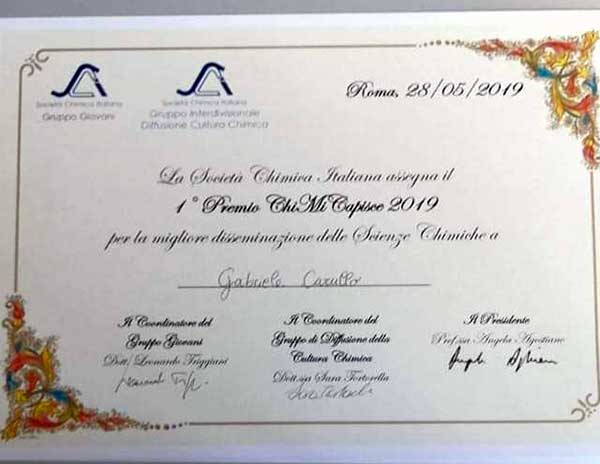 Società Chimica Italiana
Gruppo Giovani
Società Chimica Italiana
Gruppo Interdivisionale
Diffusione Cultura Chimica
Roma, 28/05/2019
La Società Chimica Italiana assegna il
1° Premio ChiMiCapisce 2019
per la migliore disseminazione delle Scienze Chimiche a
Gabriele Carullo
Il Coordinatore del
Gruppo Giovani
Dott. Leonardo Triggiani
Il Coordinatore del
Gruppo di Diffusione della
Cultura Chimica
Dott.ssa Sara Tortorella
Il Presidente
Prof.ssa Angela Agostiano